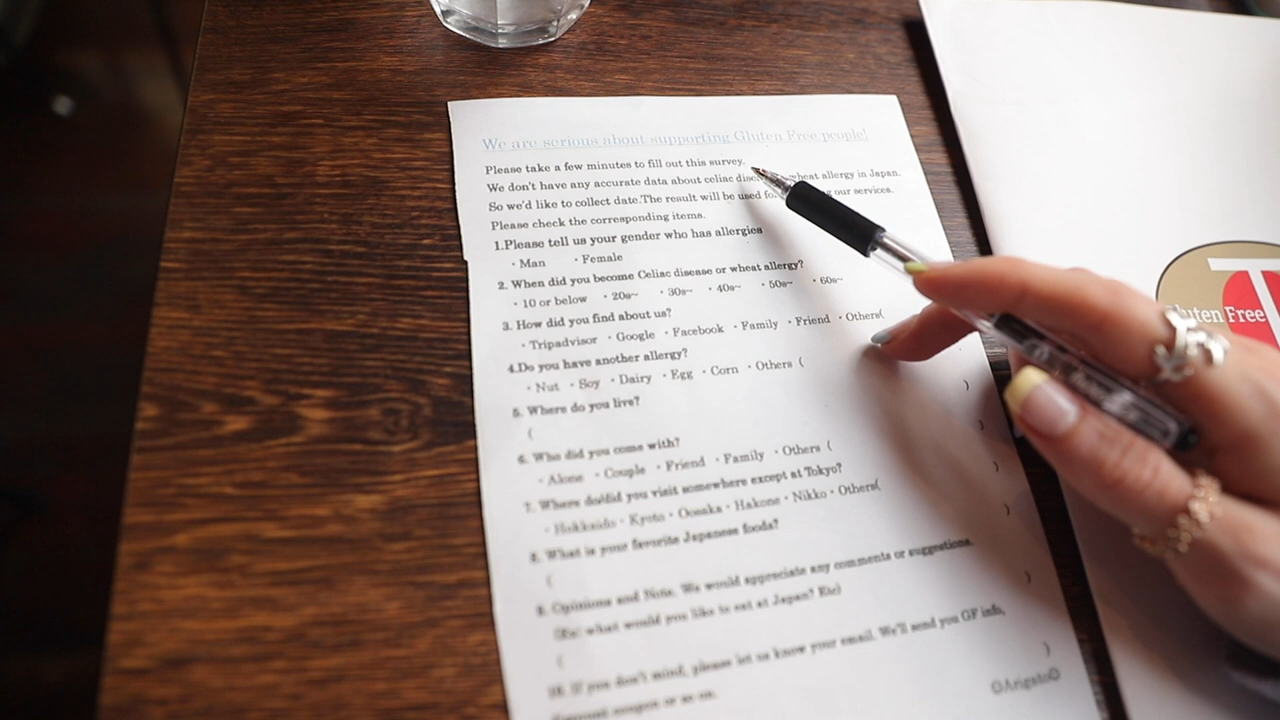 We are serious about supporting Gluten Free people!
Please take a few minutes to fill out this survey.
We don't have any accurate data about celiac wheat allergy in Japan.
So we'd like to collect date.The result will be used our services.
Please check the corresponding items.
1.Please tell us your gender who has allergies
・Man ・Female
2. When did you become Celiac disease or wheat allergy?
・10 or below ・20s~ ・30s~ ・40s~ ・50s~ ・60s~
3. How did you find about us?
・Tripadvisor ・Google ・Facebook ・Family ・Friend ・Others(
4.Do you have another allergy?
・Nut ・Soy ・Dairy ・Egg ・Corn ・Others ( )
5. Where do you live?
( )
6. Who did you come with?
・Alone ・Couple ・Friend ・Family ・Others ( )
7. Where do/did you visit somewhere except at Tokyo?
・Hokkaido・Kyoto・Oosaka・Hakone・Nikko・Others( )
8. What is your favorite Japanese foods?
( )
9. Opinions and Note. We would appreciate any comments or suggestions.
(Ex: what would you like to eat at Japan? Etc)
( )
10. If you don't mind, please let us know your email. We'll send you GF info,
discount coupon or so on.
☺Arigato☺
Gluten Free
T